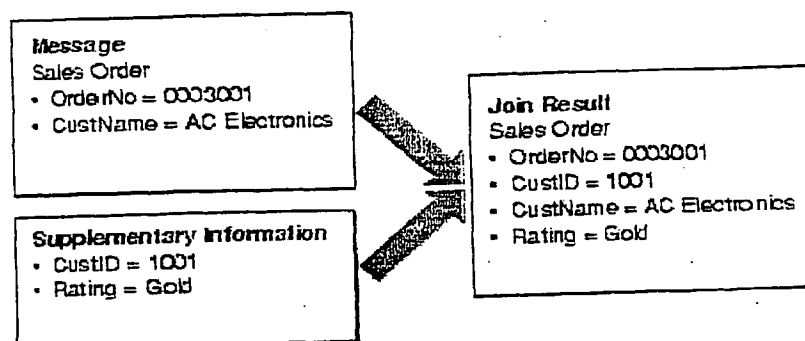 Message
Sales Order
• OrderNo = 0003001
• CustName = AC Electronics
Supplementary Information
• CustID = 1001
• Rating = Gold
Join Result
Sales Order
• OrderNo = 0003001
• CustID = 1001
• CustName = AC Electronics
• Rating = Gold